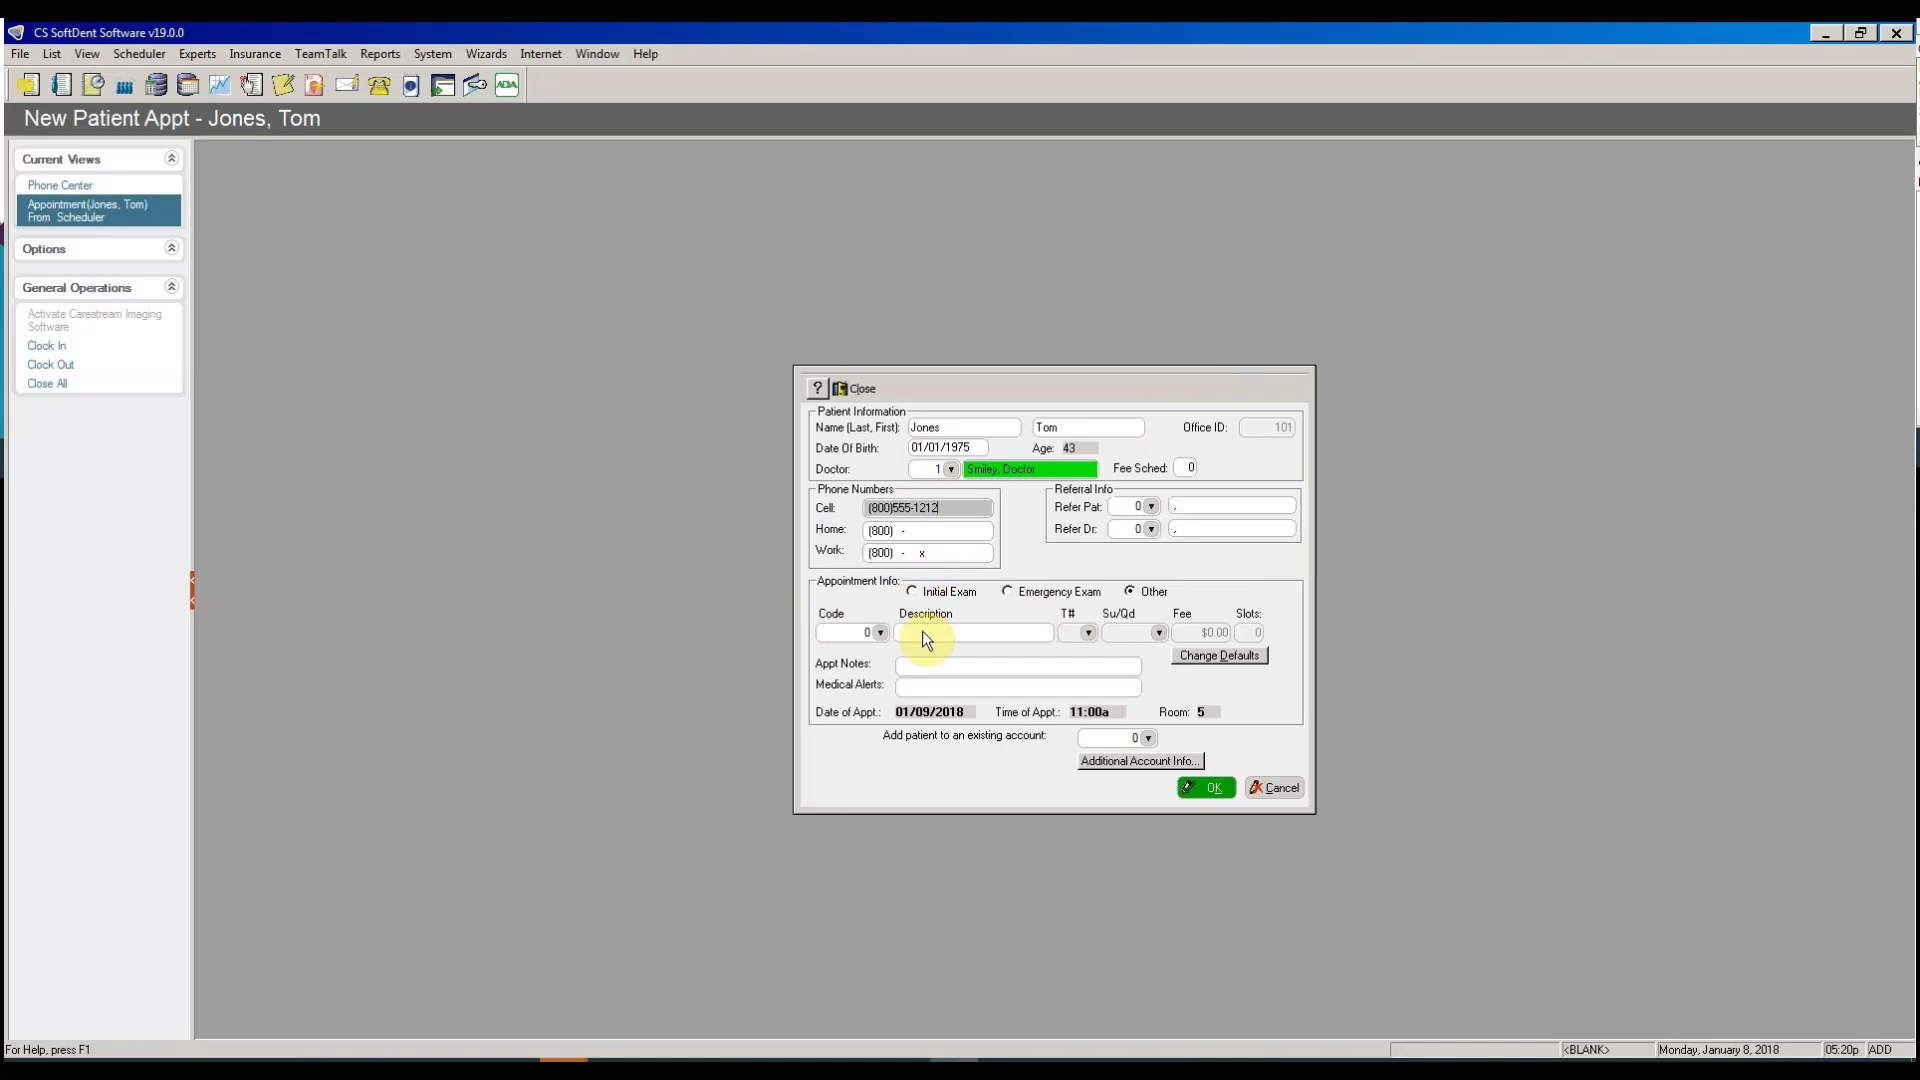 CS SoftDent Software v19.0.0
File List View Scheduler Experts Insurance TeamTalk Reports System Wizards Internet Window Help
ADA
New Patient Appt - Jones, Tom
Current Views
Phone Center
Appointment(Jones, Tom)
From Scheduler
Options
General Operations
Activate Carestream Imaging
Software
Clock In
Clock Out
Close All
? Close
Patient Information
Name (Last, First): Jones Tom Office ID: 101
Date Of Birth: 01/01/1975 Age: 43
Doctor: 1 Smiley, Doctor Fee Sched: 0
Phone Numbers
Cell: (800)555-1212
Home: (800) -
Work: (800) - x
Referral Info
Refer Pat: 0 ,
Refer Dr: 0 ,
Appointment Info: Initial Exam Emergency Exam Other
Code Description T# Su/Qd Fee Slots:
0 $0.00 0
Change Defaults
Appt Notes:
Medical Alerts:
Date of Appt.: 01/09/2018 Time of Appt.: 11:00a Room: 5
Add patient to an existing account: 0
Additional Account Info...
OK Cancel
For Help, press F1 <BLANK> Monday, January 8, 2018 05:20p ADD